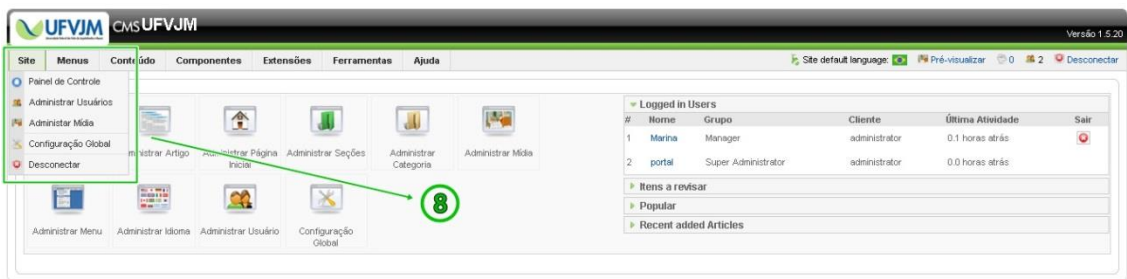 UFVJM CMSUFVJM
Versão 1.5.20
Site Menus Conteúdo Componentes Extensões Ferramentas Ajuda Site default language: Pré-visualizar 0 2 Desconectar
Painel de Controle
Administrar Usuários
Administar Mídia
Configuração Global
Desconectar
ministrar Artigo
Administrar Página Inicial
Administrar Seções
Administrar Categoria
Administrar Mídia
8
Administrar Menu
Administrar Idioma
Administrar Usuário
Configuração Global
Logged in Users
# Nome Grupo Cliente Última Atividade Sair
1 Marina Manager administrator 0.1 horas atrás
2 portal Super Administrator administrator 0.0 horas atrás
Itens a revisar
Popular
Recent added Articles